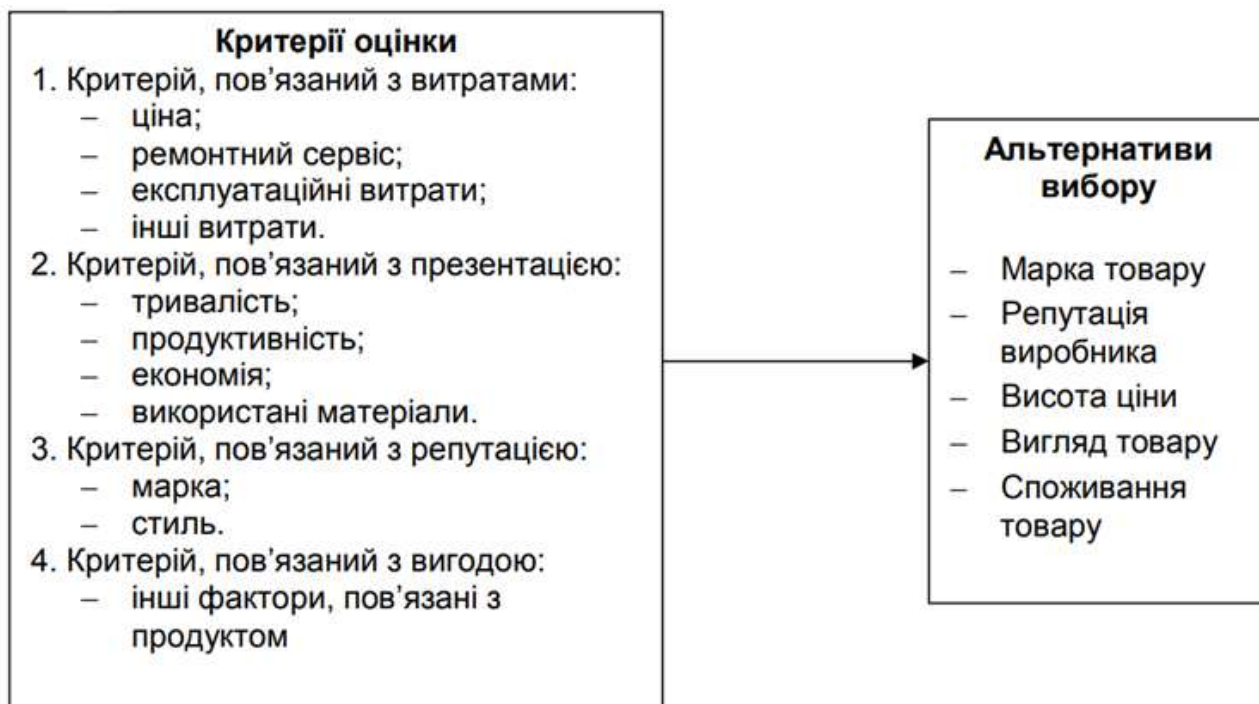 Критерії оцінки
1. Критерій, пов’язаний з витратами:
– ціна;
– ремонтний сервіс;
– експлуатаційні витрати;
– інші витрати.
2. Критерій, пов’язаний з презентацією:
– тривалість;
– продуктивність;
– економія;
– використані матеріали.
3. Критерій, пов’язаний з репутацією:
– марка;
– стиль.
4. Критерій, пов’язаний з вигодою:
– інші фактори, пов’язані з
продуктом
Альтернативи
вибору
– Марка товару
– Репутація
виробника
– Висота ціни
– Вигляд товару
– Споживання
товару